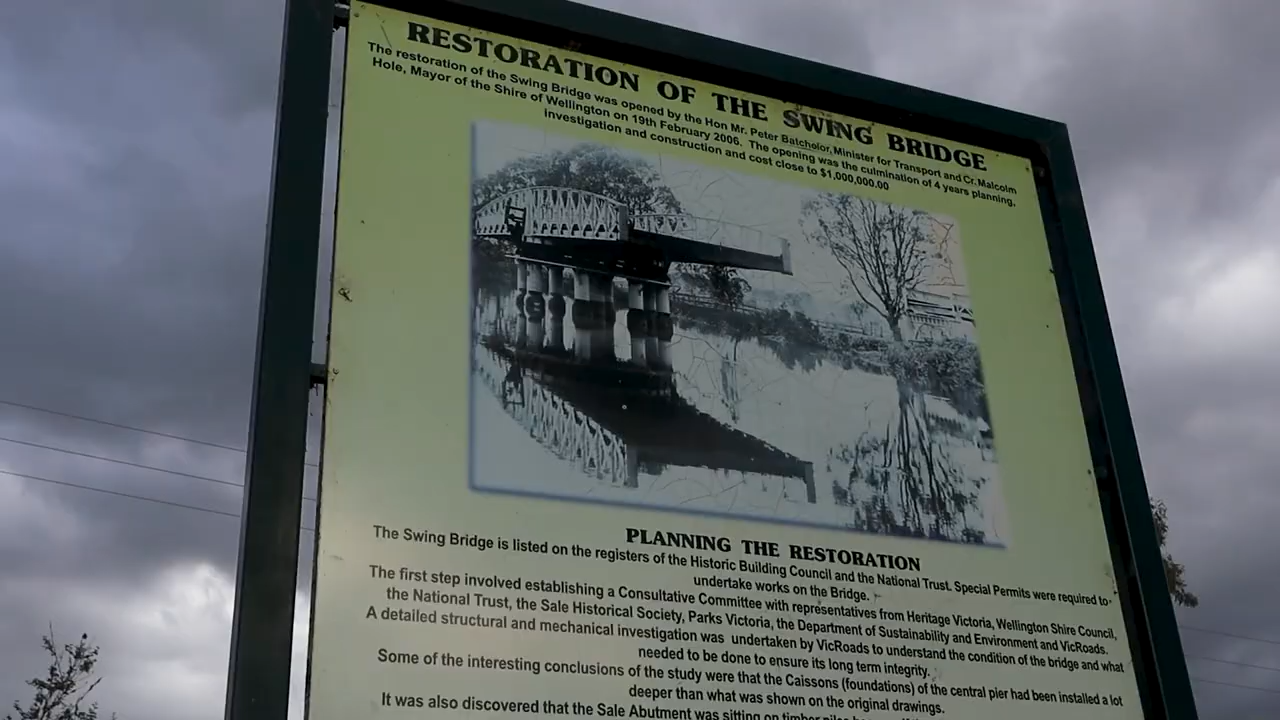 RESTORATION OF THE SWING BRIDGE
The restoration of the Swing Bridge was opened by the Hon Mr. Peter Batchelor, Minister for Transport and Cr. Malcolm
Hole, Mayor of the Shire of Wellington on 19th February 2006. The opening was the culmination of 4 years planning,
investigation and construction and cost close to $1,000,000.00
PLANNING THE RESTORATION
The Swing Bridge is listed on the registers of the Historic Building Council and the National Trust. Special Permits were required to
undertake works on the Bridge.
The first step involved establishing a Consultative Committee with representatives from Heritage Victoria, Wellington Shire Council,
the National Trust, the Sale Historical Society, Parks Victoria, the Department of Sustainability and Environment and VicRoads.
A detailed structural and mechanical investigation was undertaken by VicRoads to understand the condition of the bridge and what
needed to be done to ensure its long term integrity.
Some of the interesting conclusions of the study were that the Caissons (foundations) of the central pier had been installed a lot
deeper than what was shown on the original drawings.
It was also discovered that the Sale Abutment was sitting on timber